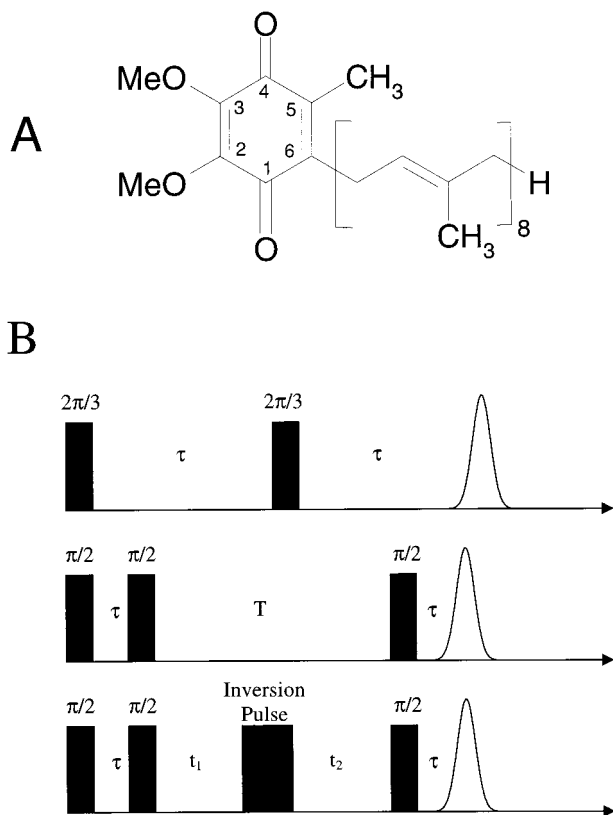 A
O
MeO
CH3
4
3
5
2
6
1
MeO
H
CH3
8
O
B
2π/3 2π/3
τ τ
π/2 π/2 π/2
τ T τ
Inversion
Pulse
π/2 π/2 π/2
τ t1 t2 τ